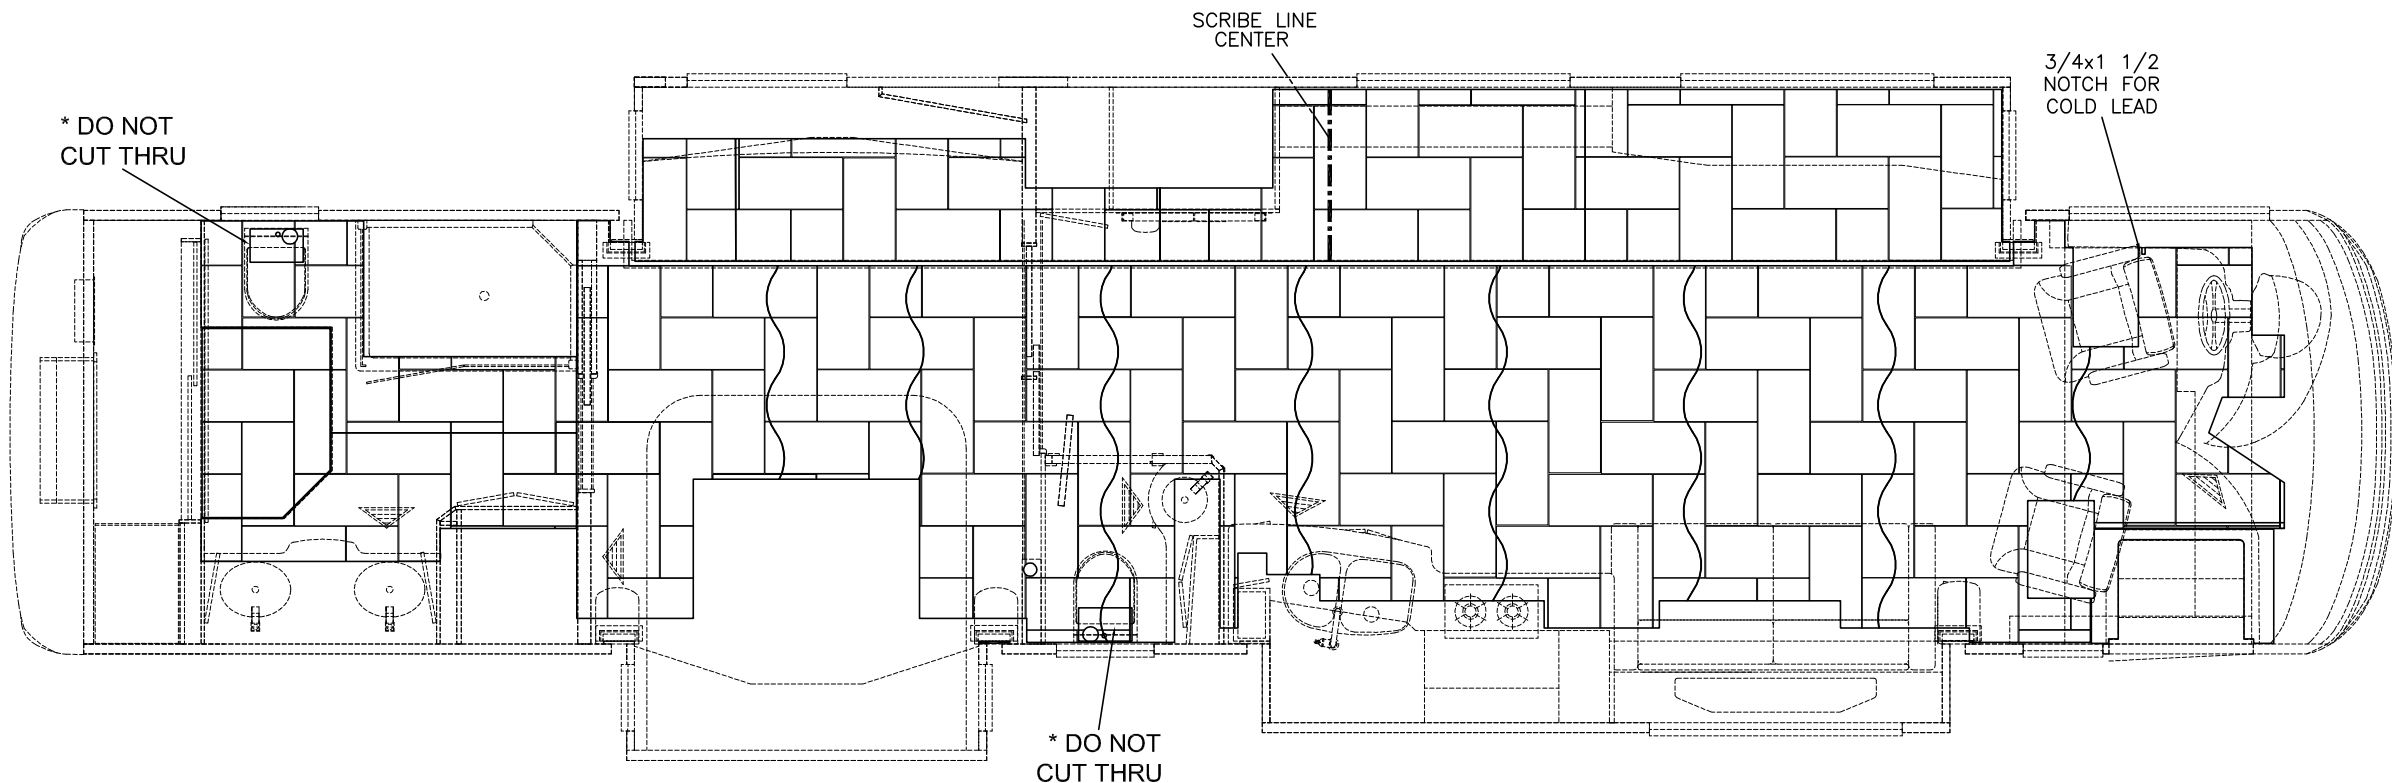 SCRIBE LINE
CENTER
3/4x1 1/2
NOTCH FOR
COLD LEAD
* DO NOT
CUT THRU
* DO NOT
CUT THRU